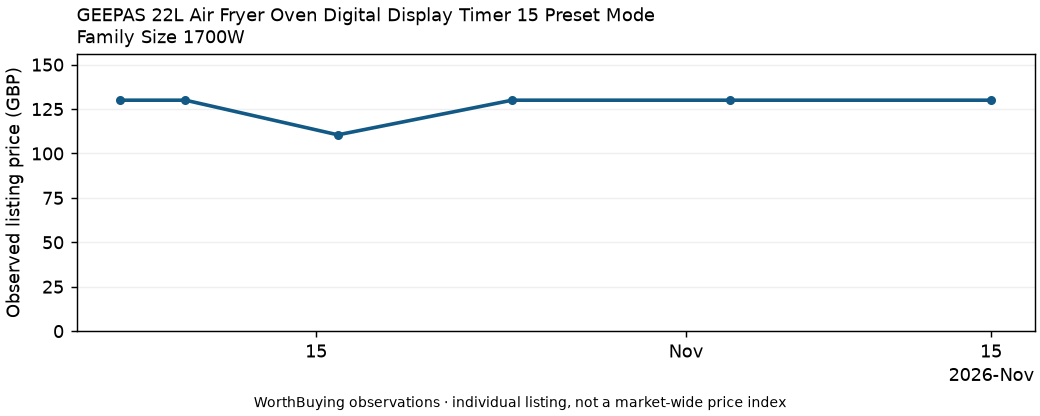 GEEPAS 22L Air Fryer Oven Digital Display Timer 15 Preset Mode
Family Size 1700W
Observed listing price (GBP)
150
125
100
75
50
25
0
15
Nov
15
2026-Nov
WorthBuying observations · individual listing, not a market-wide price index